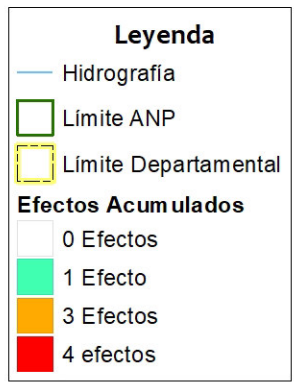 Leyenda
Hidrografía
Límite ANP
Límite Departamental
Efectos Acumulados
0 Efectos
1 Efecto
3 Efectos
4 efectos